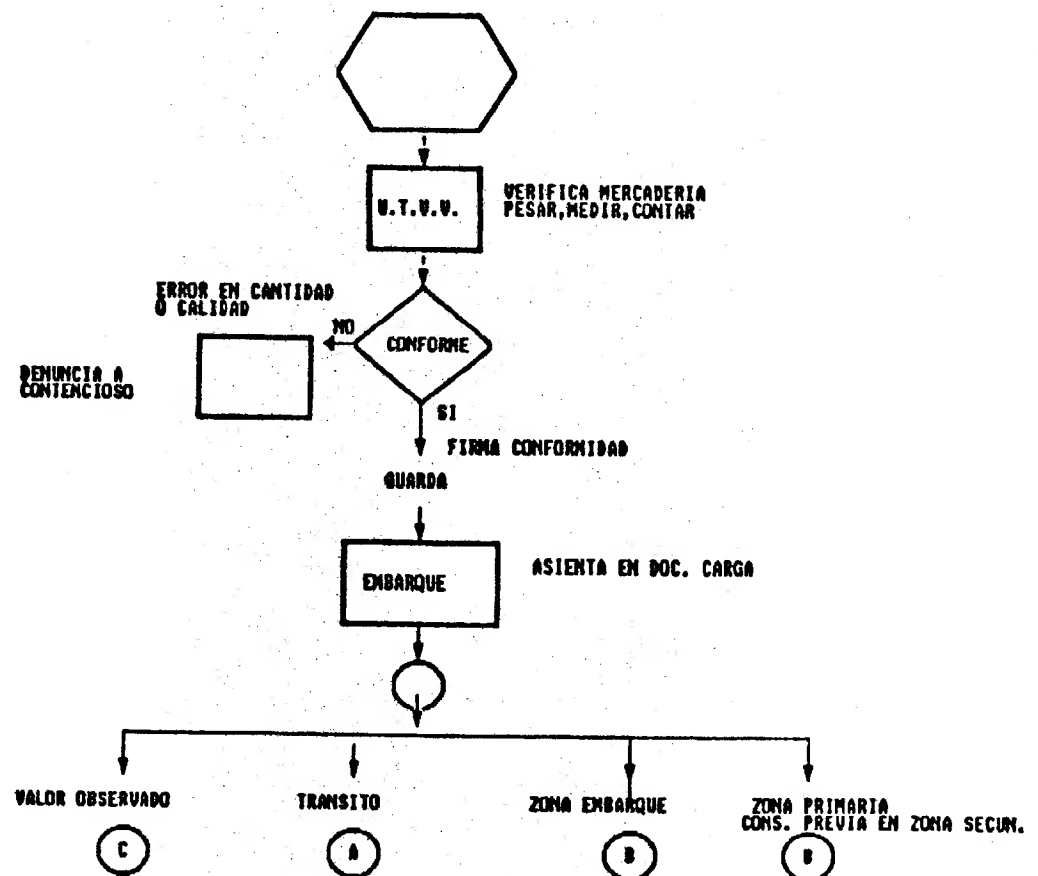 U.T.V.V.
VERIFICA MERCADERIA
PESAR,MEDIR,CONTAR
ERROR EN CANTIDAD
O CALIDAD
NO
CONFORME
DENUNCIA A
CONTENCIOSO
SI
FIRMA CONFORMIDAD
GUARDA
EMBARQUE
ASIENTA EN DOC. CARGA
VALOR OBSERVADO
TRANSITO
ZONA EMBARQUE
ZONA PRIMARIA
CONS. PREVIA EN ZONA SECUN.
C
A
B
B